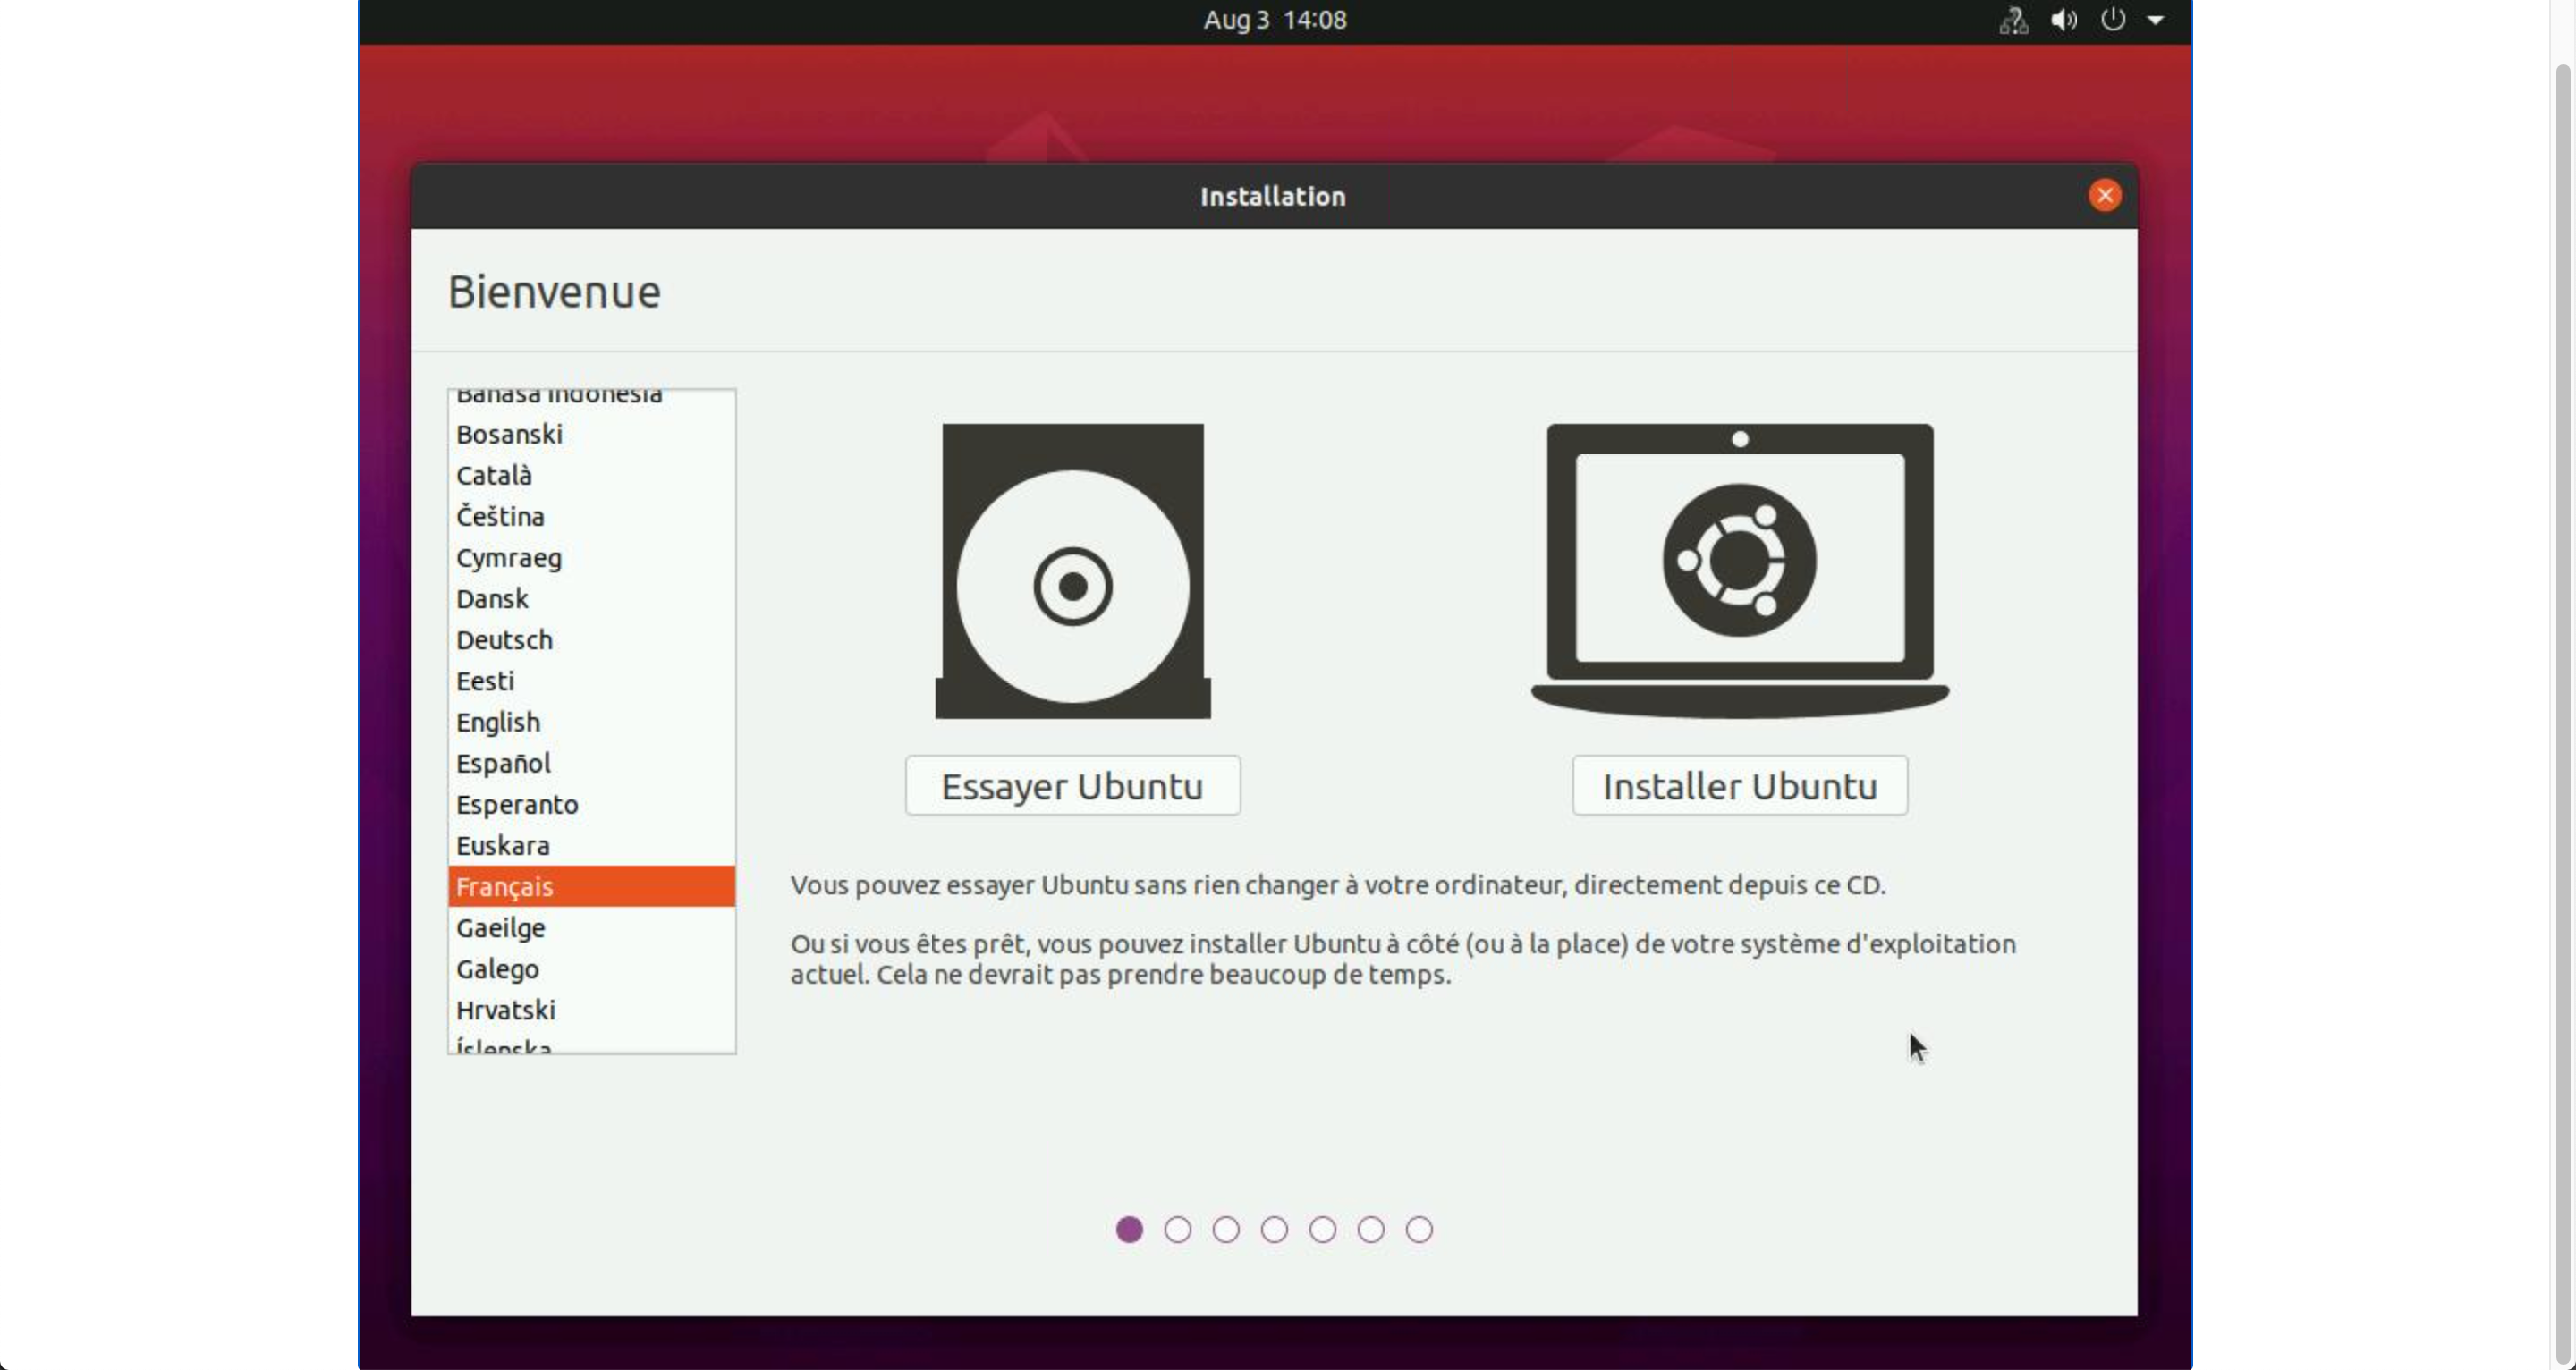 Aug 3 14:08
Installation
Bienvenue
Bahasa Indonesia
Bosanski
Català
Čeština
Cymraeg
Dansk
Deutsch
Eesti
English
Español
Esperanto
Euskara
Français
Gaeilge
Galego
Hrvatski
Íslenska
Essayer Ubuntu
Installer Ubuntu
Vous pouvez essayer Ubuntu sans rien changer à votre ordinateur, directement depuis ce CD.
Ou si vous êtes prêt, vous pouvez installer Ubuntu à côté (ou à la place) de votre système d'exploitation
actuel. Cela ne devrait pas prendre beaucoup de temps.